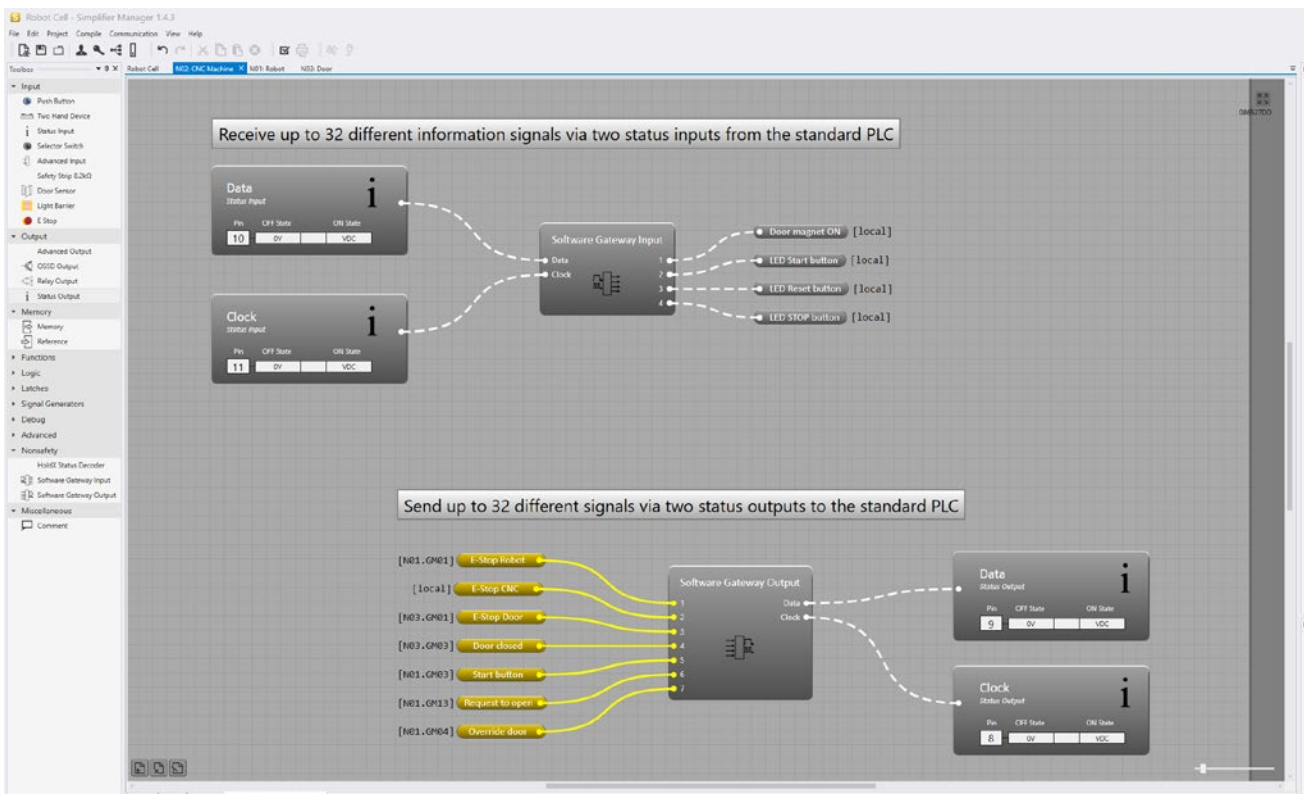 Robot Cell - Simplifier Manager 1.4.3
File Edit Project Compile Communication View Help
Toolbox
Robot Cell
N02: CNC Machine X
N01: Robot
N03: Door
Input
Push Button
Two Hand Device
Status Input
Selector Switch
Advanced Input
Safety Strip 8.2kΩ
Door Sensor
Light Barrier
E Stop
Output
Advanced Output
OSSD Output
Relay Output
Status Output
Memory
Memory
Reference
Functions
Logic
Latches
Signal Generators
Debug
Advanced
Nonsafety
Software Gateway Input
Software Gateway Output
Miscellaneous
Comment
Receive up to 32 different information signals via two status inputs from the standard PLC
Data
Status Input
Pin OFF State ON State
10 0V VDC
Clock
Status Input
Pin OFF State ON State
11 0V VDC
Software Gateway Input
Data 1
Clock 2
3
4
Door magnet ON [local]
LED Start button [local]
LED Reset button [local]
LED STOP button [local]
Send up to 32 different signals via two status outputs to the standard PLC
[N01.GM01] E-Stop Robot
[local] E-Stop CNC
[N03.GM01] E-Stop Door
[N03.GM03] Door closed
[N01.GM03] Start button
[N01.GM13] Request to open
[N01.GM04] Override door
Software Gateway Output
1 Data
2 Clock
3
4
5
6
7
Data
Status Output
Pin OFF State ON State
9 0V VDC
Clock
Status Output
Pin OFF State ON State
8 0V VDC